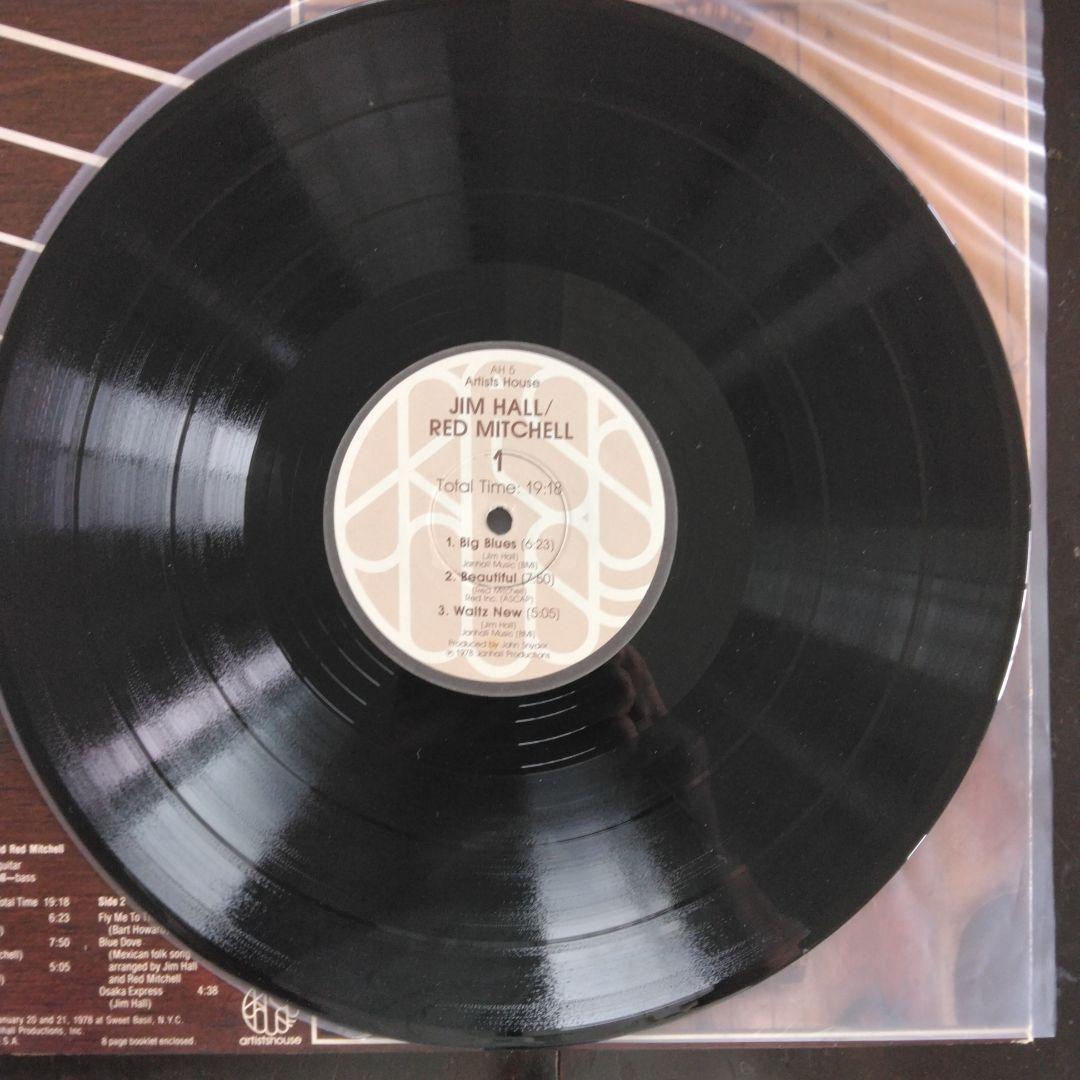 AH 5
Artists House
JIM HALL/
RED MITCHELL
1
Total Time: 19:18
1. Big Blues (6:23)
(Jim Hall)
Janhall Music (BMI)
2. Beautiful (7:50)
(Red Mitchell)
Red Inc. (ASCAP)
3. Waltz New (5:05)
(Jim Hall)
Janhall Music (BMI)
Produced by John Snyder
℗ 1978 Janhall Productions
d Red Mitchell
guitar
—bass
Total Time 19:18
6:23
7:50
chell)
5:05
Side 2
Fly Me To
(Bart Howard
Blue Dove
(Mexican folk song
arranged by Jim Hall
and Red Mitchell
Osaka Express 4:38
(Jim Hall)
nuary 20 and 21, 1978 at Sweet Basil, N.Y.C.
nhall Productions, Inc.
S.A. 8 page booklet enclosed.
artistshouse